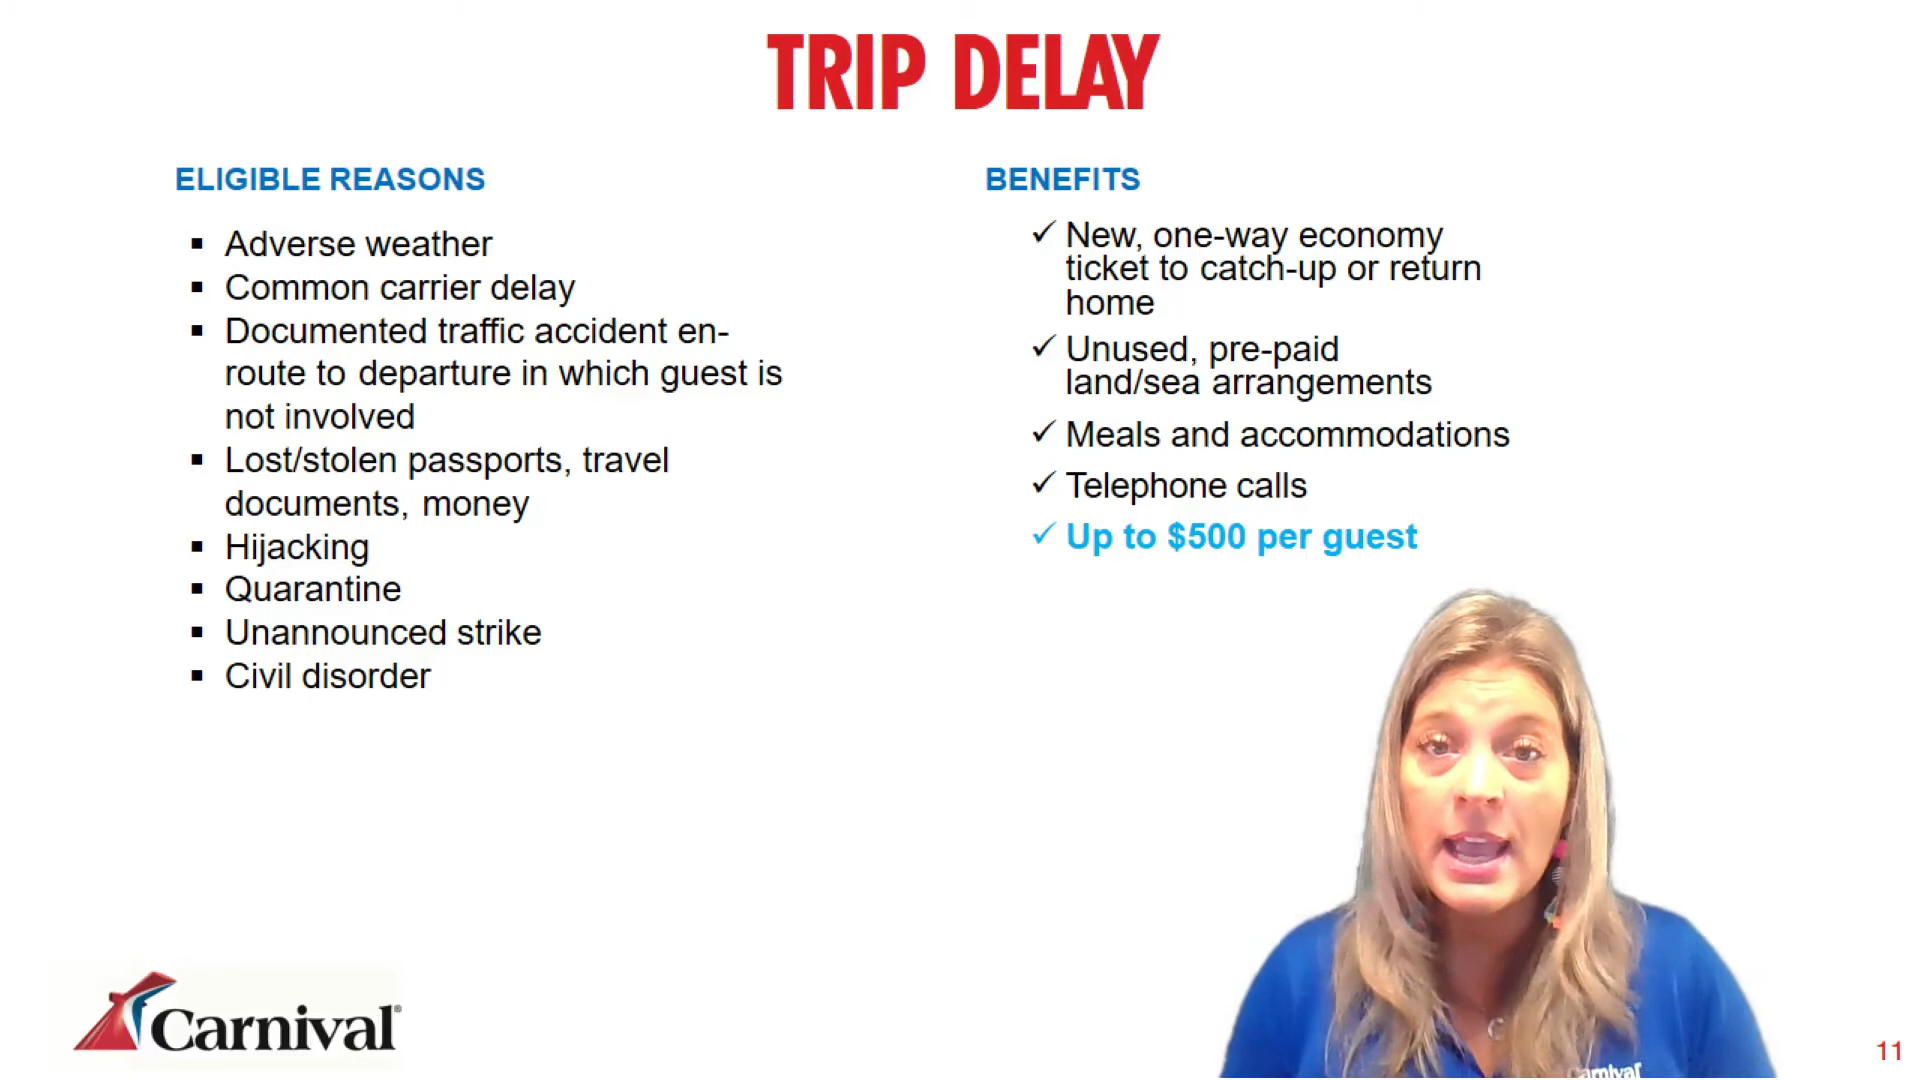 TRIP DELAY
ELIGIBLE REASONS
▪ Adverse weather
▪ Common carrier delay
▪ Documented traffic accident en-
route to departure in which guest is
not involved
▪ Lost/stolen passports, travel
documents, money
▪ Hijacking
▪ Quarantine
▪ Unannounced strike
▪ Civil disorder
BENEFITS
✓ New, one-way economy
ticket to catch-up or return
home
✓ Unused, pre-paid
land/sea arrangements
✓ Meals and accommodations
✓ Telephone calls
✓ Up to $500 per guest
Carnival®
Carnival
11